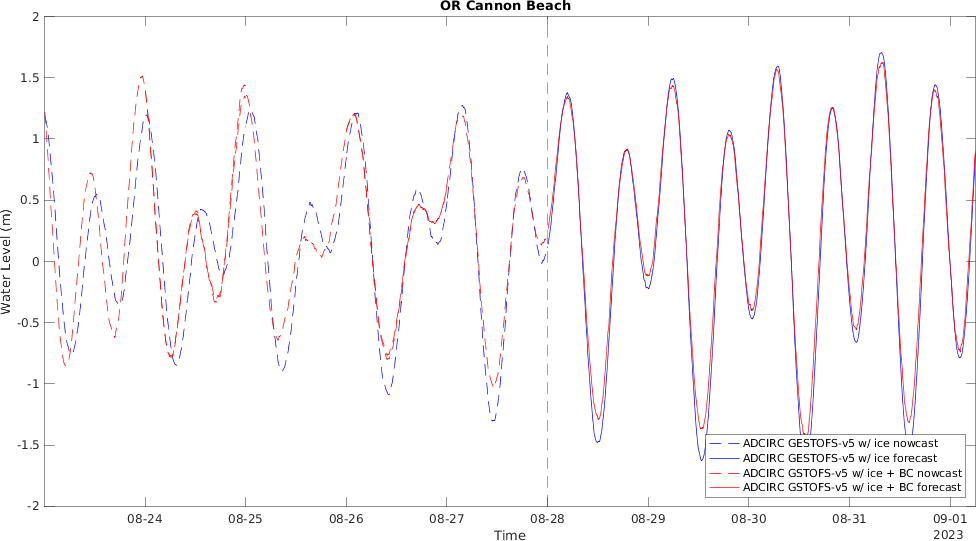 OR Cannon Beach
2
1.5
1
0.5
0
-0.5
-1
-1.5
-2
Water Level (m)
ADCIRC GESTOFS-v5 w/ ice nowcast
ADCIRC GESTOFS-v5 w/ ice forecast
ADCIRC GSTOFS-v5 w/ ice + BC nowcast
ADCIRC GSTOFS-v5 w/ ice + BC forecast
08-24 08-25 08-26 08-27 08-28 08-29 08-30 08-31 09-01
2023
Time